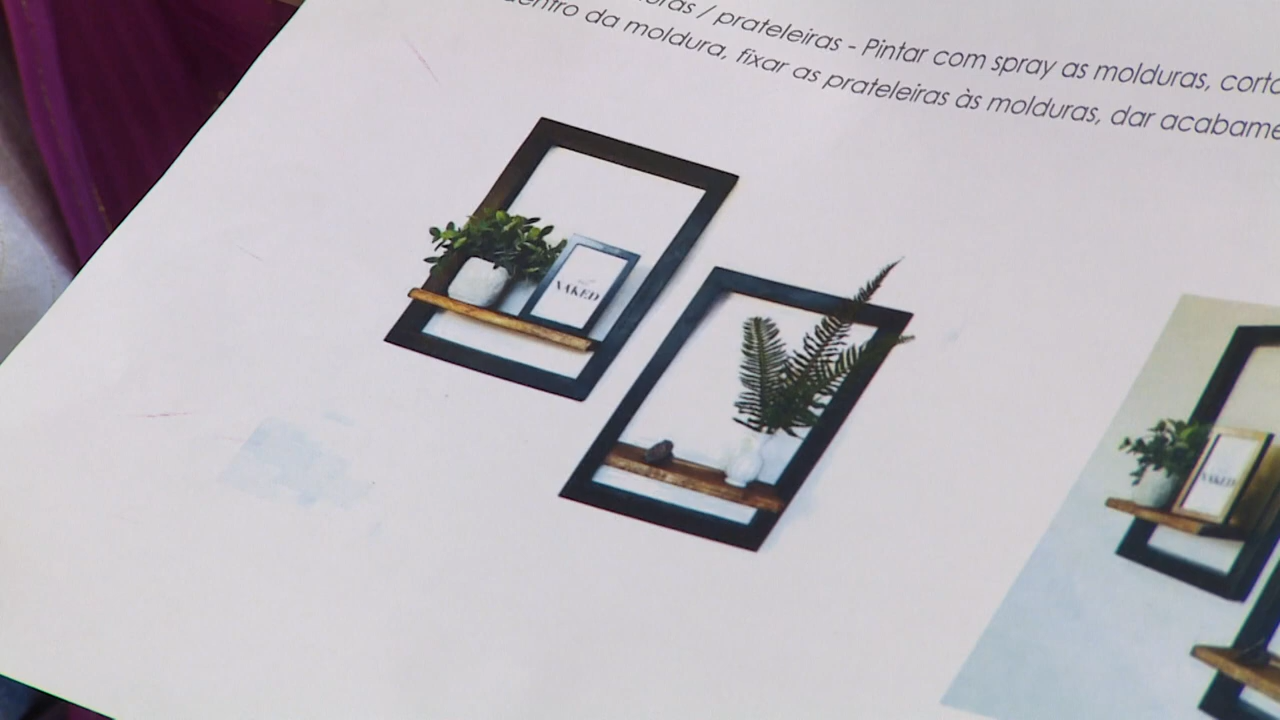 / prateleiras - Pintar com spray as molduras,
da moldura, fixar as prateleiras às molduras, dar
NAKED
NAKED